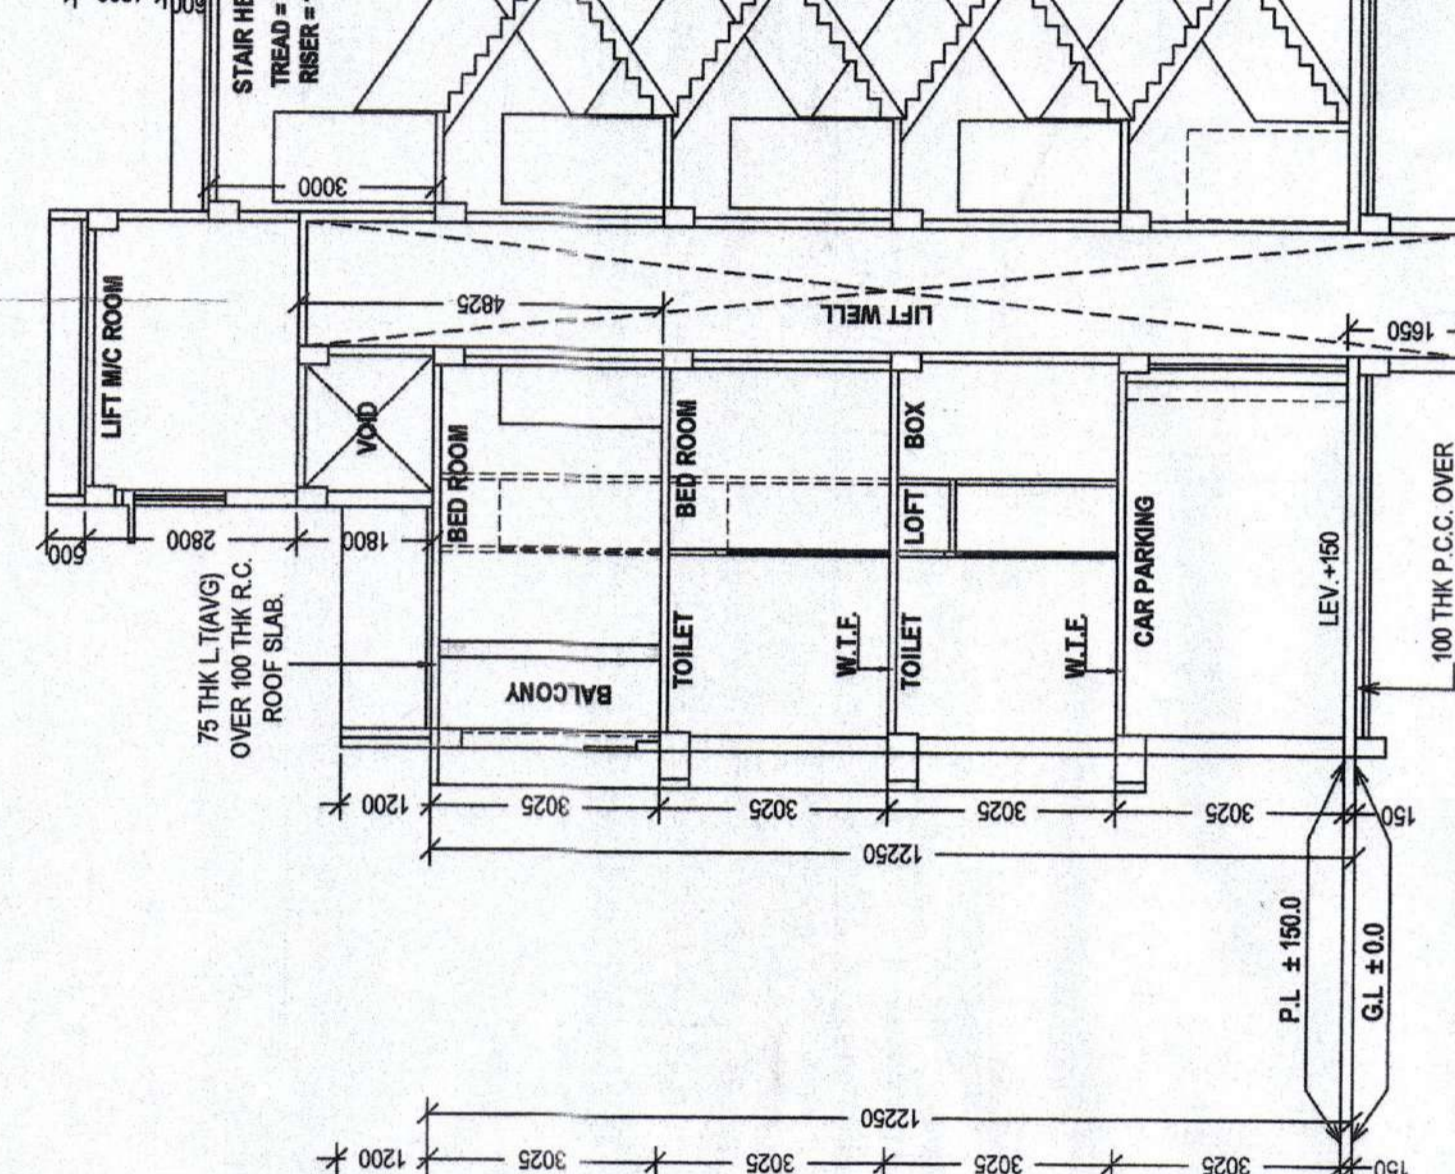 STAIR HE
TREAD =
RISER =
3000
LIFT M/C ROOM
4825
LIFT WELL
1650
VOID
BED ROOM
BED ROOM
BOX
LOFT
CAR PARKING
LEV.+150
100 THK P.C.C. OVER
600
2800
1800
75 THK L.T(AVG)
OVER 100 THK R.C.
ROOF SLAB.
BALCONY
TOILET
W.T.F.
TOILET
W.T.F.
1200
3025
3025
3025
3025
150
12250
P.L ± 150.0
G.L ± 0.0
12250
1200
3025
3025
3025
3025
150